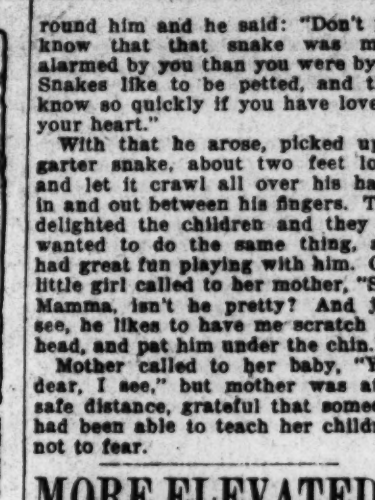 round him and he said: "Don't
know that that snake was m
alarmed by you than you were by
Snakes like to be petted, and t
know so quickly if you have love
your heart."
With that he arose, picked up
garter snake, about two feet lo
and let it crawl all over his ha
in and out between his fingers. T
delighted the children and they
wanted to do the same thing, a
had great fun playing with him. O
little girl called to her mother, "S
Mamma, isn't he pretty? And j
see, he likes to have me scratch
head, and pat him under the chin.
Mother called to her baby, "Y
dear, I see," but mother was at
safe distance, grateful that some
had been able to teach her childr
not to fear.
MORE ELEVATED